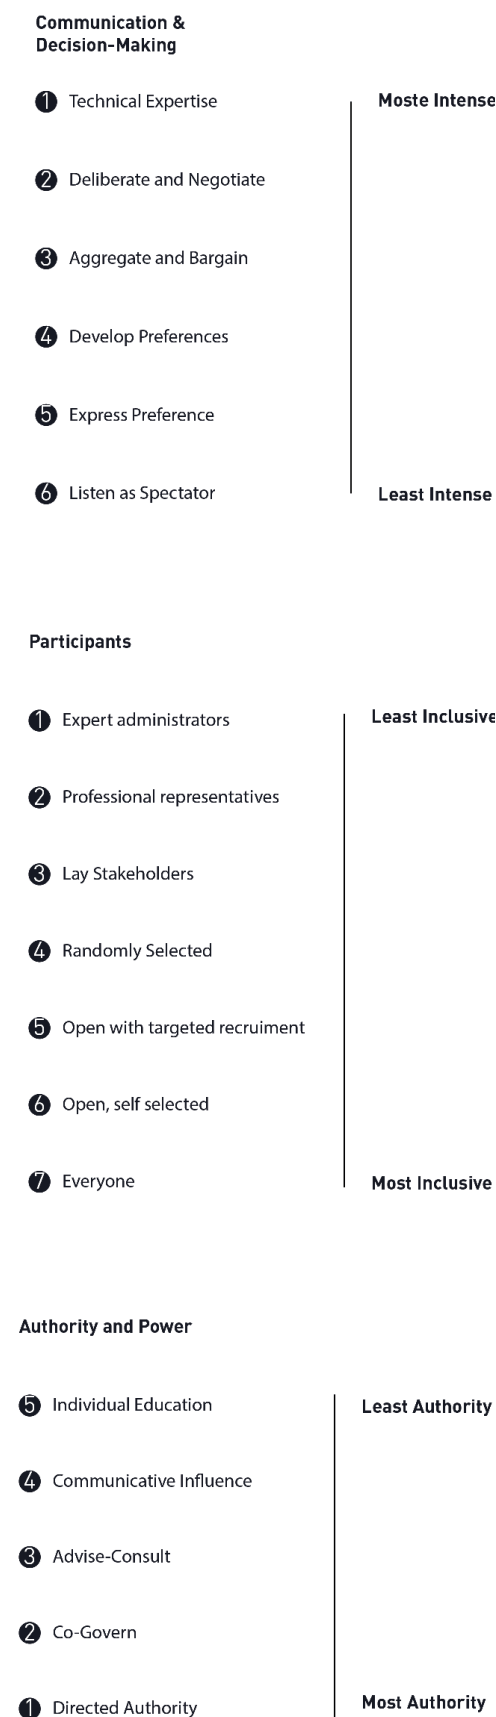 Communication &
Decision-Making
1 Technical Expertise
Moste Intense
2 Deliberate and Negotiate
3 Aggregate and Bargain
4 Develop Preferences
5 Express Preference
6 Listen as Spectator
Least Intense
Participants
1 Expert administrators
Least Inclusive
2 Professional representatives
3 Lay Stakeholders
4 Randomly Selected
5 Open with targeted recruiment
6 Open, self selected
7 Everyone
Most Inclusive
Authority and Power
5 Individual Education
Least Authority
4 Communicative Influence
3 Advise-Consult
2 Co-Govern
1 Directed Authority
Most Authority